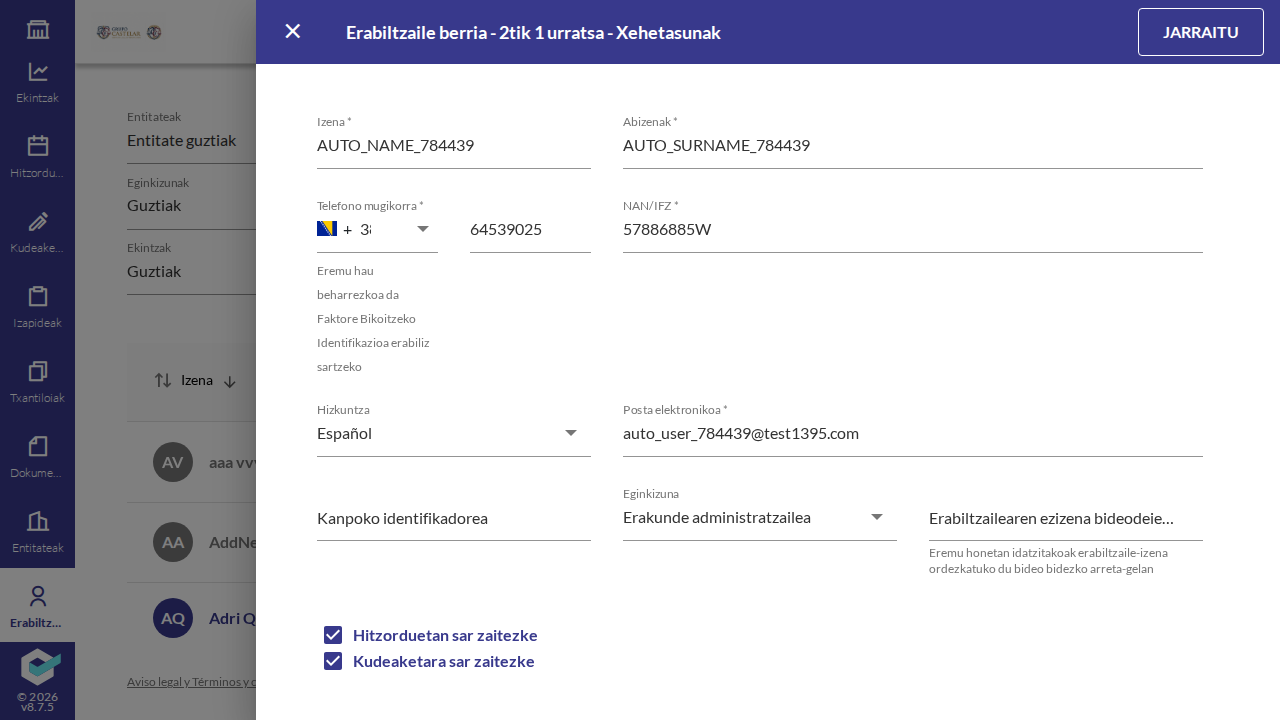 Ekintzak
Hitzordu...
Kudeake...
Izapideak
Txantiloiak
Dokume...
Entitateak
Erabiltz...
© 2026
v8.7.5
Entitateak
Entitate guztiak
Eginkizunak
Guztiak
Ekintzak
Guztiak
Izena
AV aaa vvv
AA AddNe
AQ Adri Q
Aviso legal y Términos y c
Erabiltzaile berria - 2tik 1 urratsa - Xehetasunak
JARRAITU
Izena *
AUTO_NAME_784439
Abizenak *
AUTO_SURNAME_784439
Telefono mugikorra *
+ 38
64539025
NAN/IFZ *
57886885W
Eremu hau
beharrezkoa da
Faktore Bikoitzeko
Identifikazioa erabiliz
sartzeko
Hizkuntza
Español
Posta elektronikoa *
auto_user_784439@test1395.com
Kanpoko identifikadorea
Eginkizuna
Erakunde administratzailea
Erabiltzailearen ezizena bideodeie...
Eremu honetan idatzitakoak erabiltzaile-izena
ordezkatuko du bideo bidezko arreta-gelan
Hitzorduetan sar zaitezke
Kudeaketara sar zaitezke